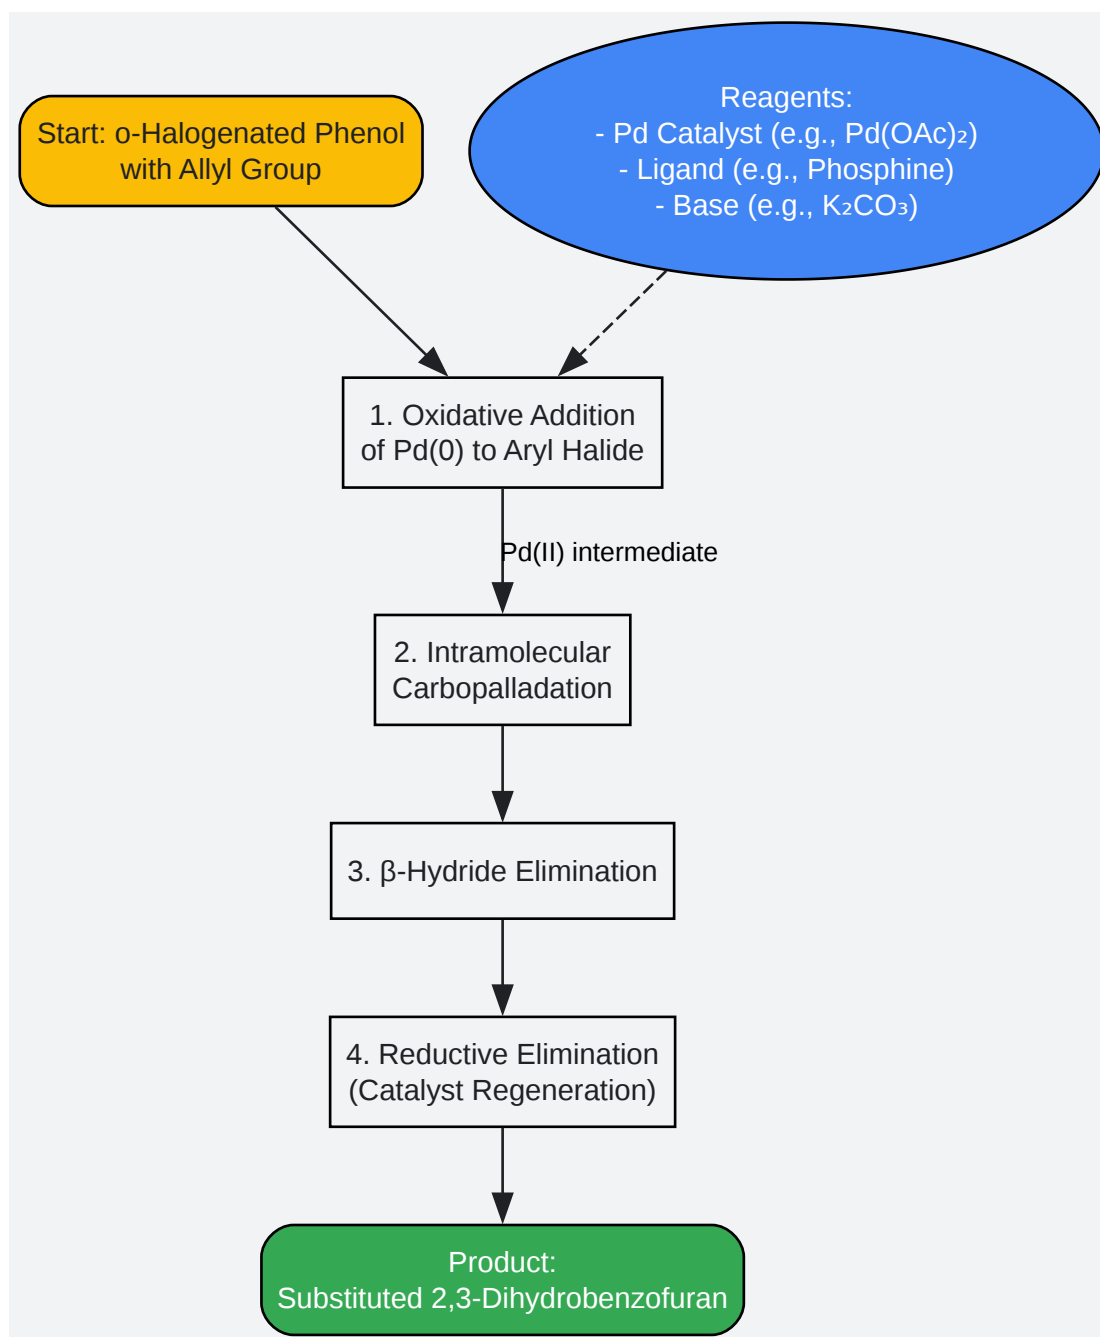 Start: o-Halogenated Phenol
with Allyl Group
Reagents:
- Pd Catalyst (e.g., Pd(OAc)₂)
- Ligand (e.g., Phosphine)
- Base (e.g., K₂CO₃)
1. Oxidative Addition
of Pd(0) to Aryl Halide
Pd(II) intermediate
2. Intramolecular
Carbopalladation
3. β-Hydride Elimination
4. Reductive Elimination
(Catalyst Regeneration)
Product:
Substituted 2,3-Dihydrobenzofuran